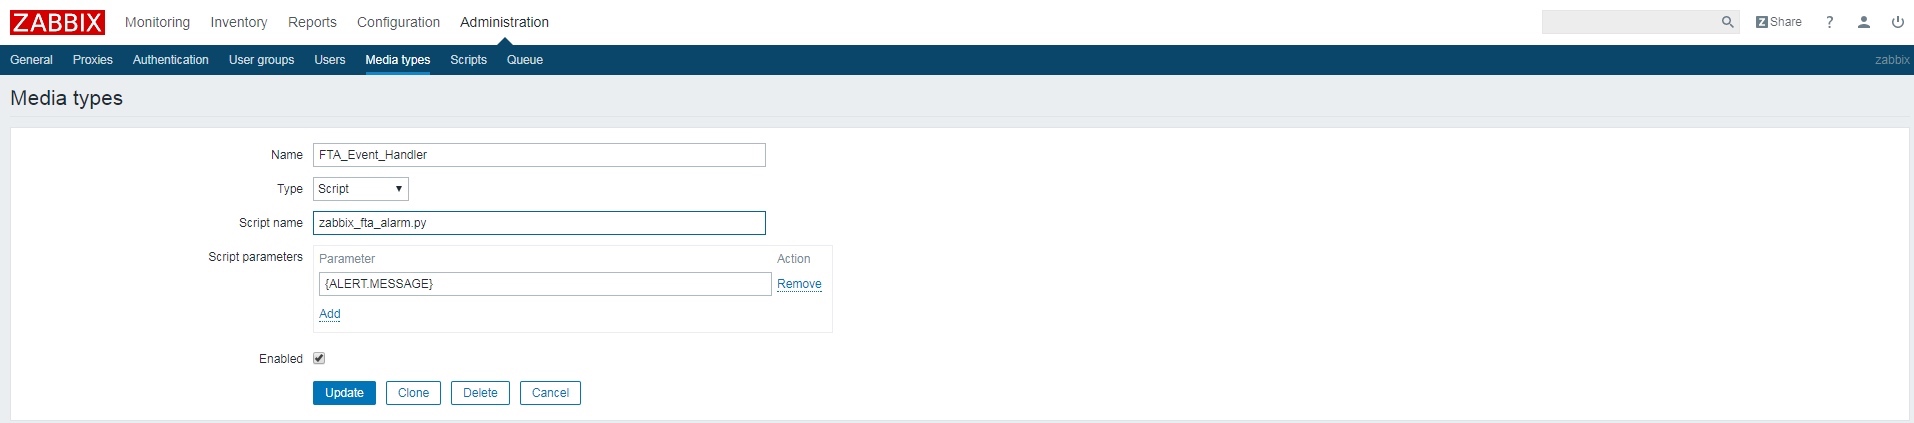 ZABBIX Monitoring Inventory Reports Configuration Administration Z Share ?
General Proxies Authentication User groups Users Media types Scripts Queue zabbix
Media types
Name FTA_Event_Handler
Type Script
Script name zabbix_fta_alarm.py
Script parameters Parameter Action
{ALERT.MESSAGE} Remove
Add
Enabled
Update Clone Delete Cancel